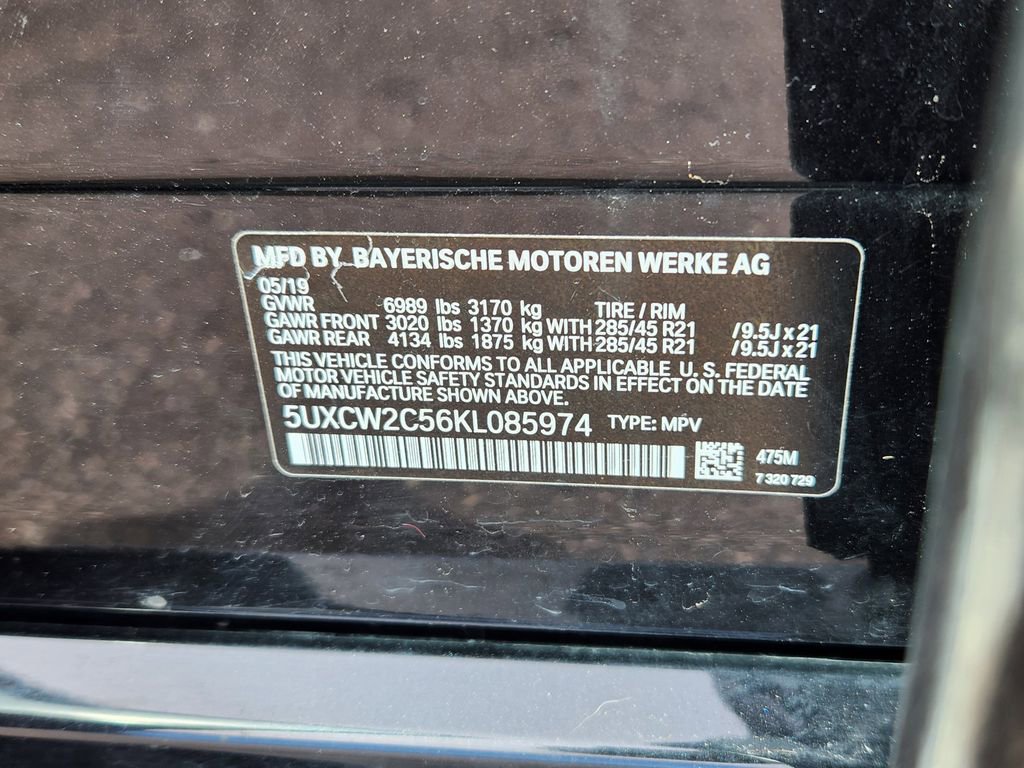 MFD BY BAYERISCHE MOTOREN WERKE AG
05/19
GVWR 6989 lbs 3170 kg TIRE / RIM
GAWR FRONT 3020 lbs 1370 kg WITH 285/45 R21 /9.5J x 21
GAWR REAR 4134 lbs 1875 kg WITH 285/45 R21 /9.5J x 21
THIS VEHICLE CONFORMS TO ALL APPLICABLE U. S. FEDERAL
MOTOR VEHICLE SAFETY STANDARDS IN EFFECT ON THE DATE
OF MANUFACTURE SHOWN ABOVE.
5UXCW2C56KL085974 TYPE: MPV
475M
7 320 729